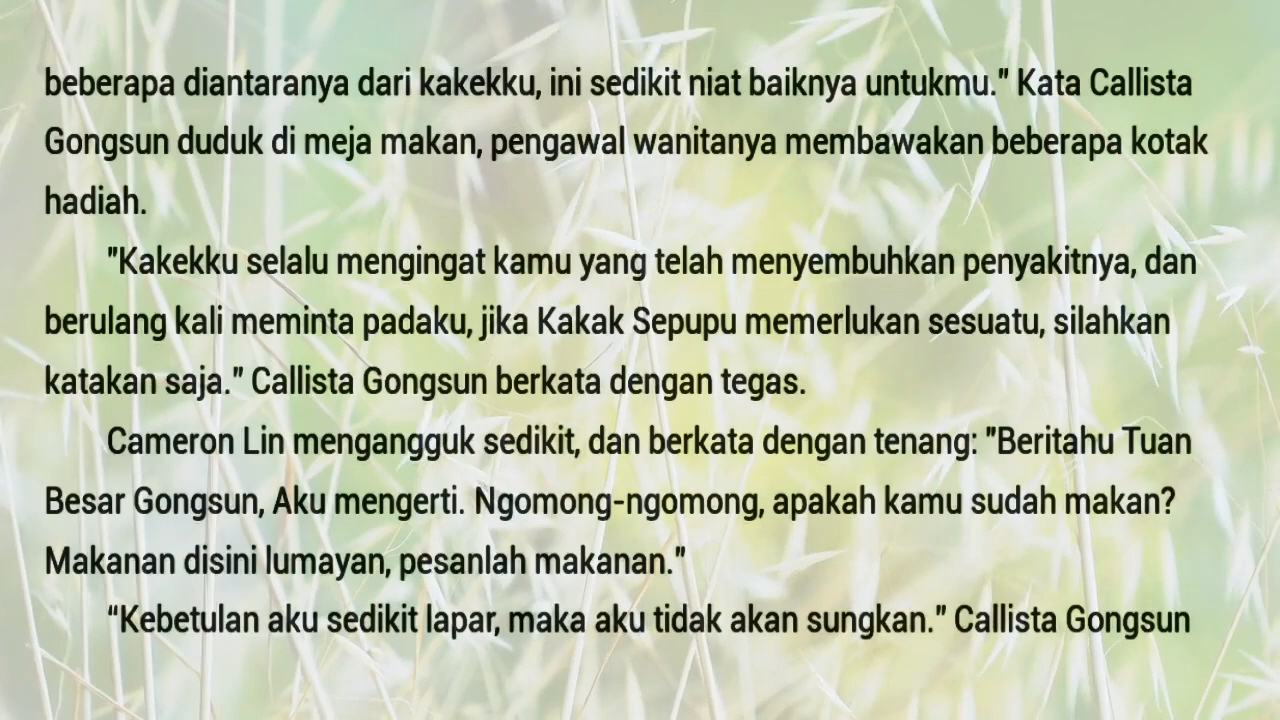 beberapa diantaranya dari kakekku, ini sedikit niat baiknya untukmu." Kata Callista
Gongsun duduk di meja makan, pengawal wanitanya membawakan beberapa kotak
hadiah.
"Kakekku selalu mengingat kamu yang telah menyembuhkan penyakitnya, dan
berulang kali meminta padaku, jika Kakak Sepupu memerlukan sesuatu, silahkan
katakan saja." Callista Gongsun berkata dengan tegas.
Cameron Lin mengangguk sedikit, dan berkata dengan tenang: "Beritahu Tuan
Besar Gongsun, Aku mengerti. Ngomong-ngomong, apakah kamu sudah makan?
Makanan disini lumayan, pesanlah makanan."
“Kebetulan aku sedikit lapar, maka aku tidak akan sungkan.” Callista Gongsun